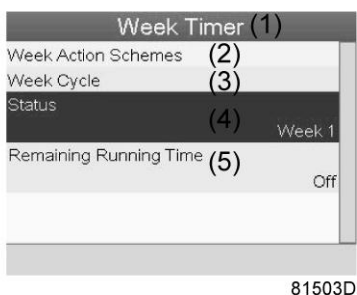 Week Timer (1)
Week Action Schemes (2)
Week Cycle (3)
Status
(4)
Week 1
Remaining Running Time (5)
Off
81503D